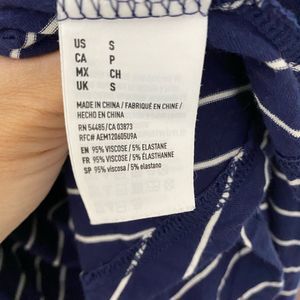 US S
CA P
MX CH
UK S
MADE IN CHINA / FABRIQUÉ EN CHINE /
HECHO EN CHINA
RN 54485/CA 03873
RFC# AEM120605U9A
EN 95% VISCOSE / 5% ELASTANE
FR 95% VISCOSE / 5% ÉLASTHANNE
SP 95% viscosa / 5% elastano